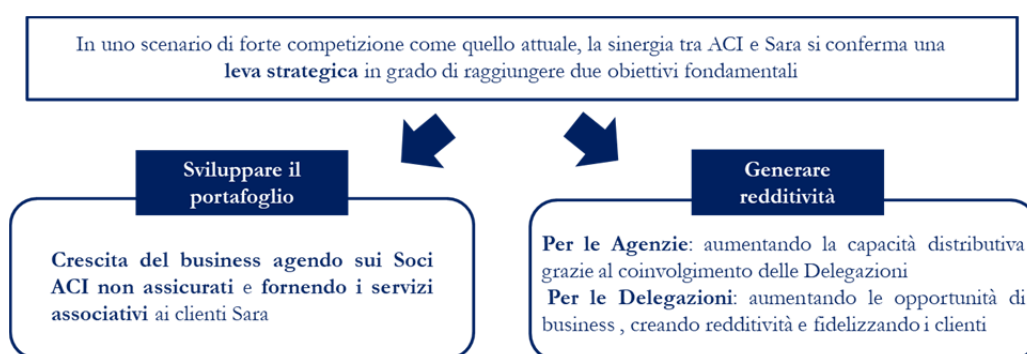 In uno scenario di forte competizione come quello attuale, la sinergia tra ACI e Sara si conferma una
leva strategica in grado di raggiungere due obiettivi fondamentali
Sviluppare il
portafoglio
Crescita del business agendo sui Soci
ACI non assicurati e fornendo i servizi
associativi ai clienti Sara
Generare
redditività
Per le Agenzie: aumentando la capacità distributiva
grazie al coinvolgimento delle Delegazioni
Per le Delegazioni: aumentando le opportunità di
business , creando redditività e fidelizzando i clienti